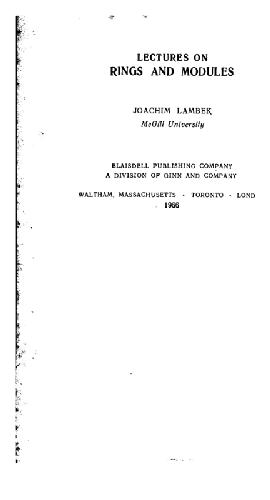 LECTURES ON
RINGS AND MODULES
JOACHIM LAMBEK
McGill University
BLAISDELL PUBLISHING COMPANY
A DIVISION OF GINN AND COMPANY
WALTHAM, MASSACHUSETTS - TORONTO - LOND
1966